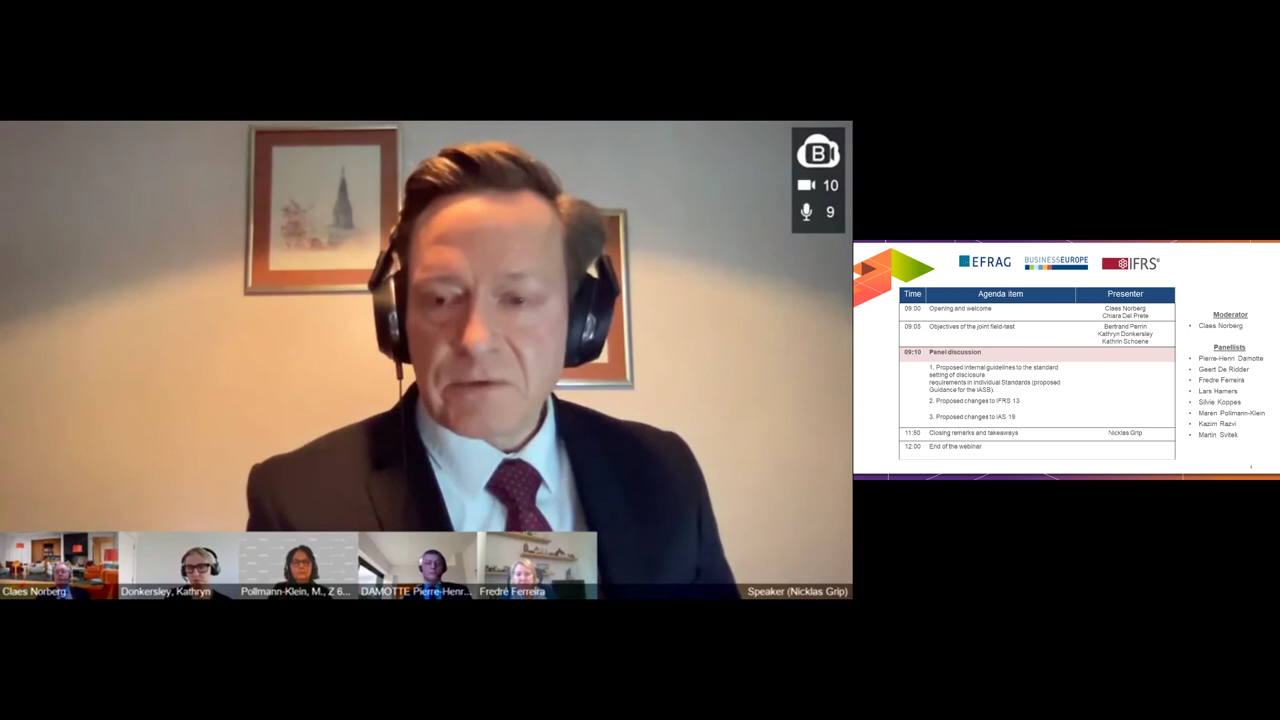 B
10
9
Claes Norberg
Donkersley, Kathryn
Pollmann-Klein, M., Z 6...
DAMOTTE Pierre-Henr...
Fredré Ferreira
Speaker (Nicklas Grip)
EFRAG
BUSINESSEUROPE
IFRS®
Time Agenda item Presenter
09:00 Opening and welcome Claes Norberg
Chiara Del Prete
09:05 Objectives of the joint field-test Bertrand Perrin
Kathryn Donkersley
Kathrin Schoene
09:10 Panel discussion
1. Proposed internal guidelines to the standard
setting of disclosure
requirements in individual Standards (proposed
Guidance for the IASB).
2. Proposed changes to IFRS 13
3. Proposed changes to IAS 19
11:50 Closing remarks and takeaways Nicklas Grip
12:00 End of the webinar
Moderator
• Claes Norberg
Panellists
• Pierre-Henri Damotte
• Geert De Ridder
• Fredre Ferreira
• Lars Hamers
• Silvie Koppes
• Maren Pollmann-Klein
• Kazim Razvi
• Martin Svitek
4